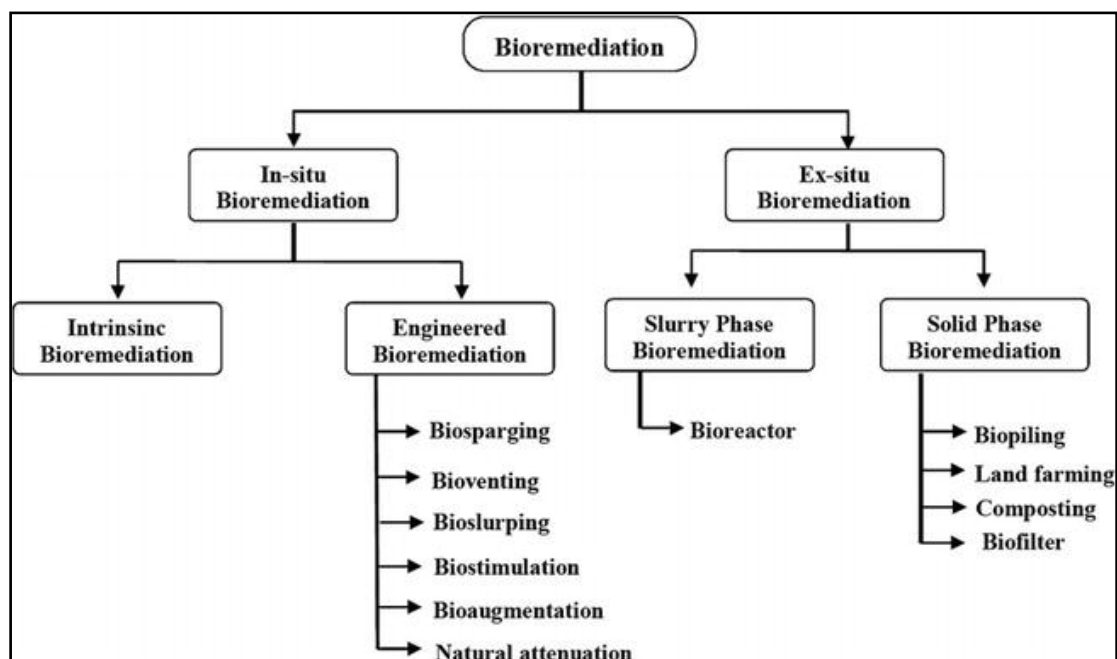 Bioremediation
In-situ
Bioremediation
Ex-situ
Bioremediation
Intrinsinc
Bioremediation
Engineered
Bioremediation
Slurry Phase
Bioremediation
Solid Phase
Bioremediation
Biosparging
Bioventing
Bioslurping
Biostimulation
Bioaugmentation
Natural attenuation
Bioreactor
Biopiling
Land farming
Composting
Biofilter